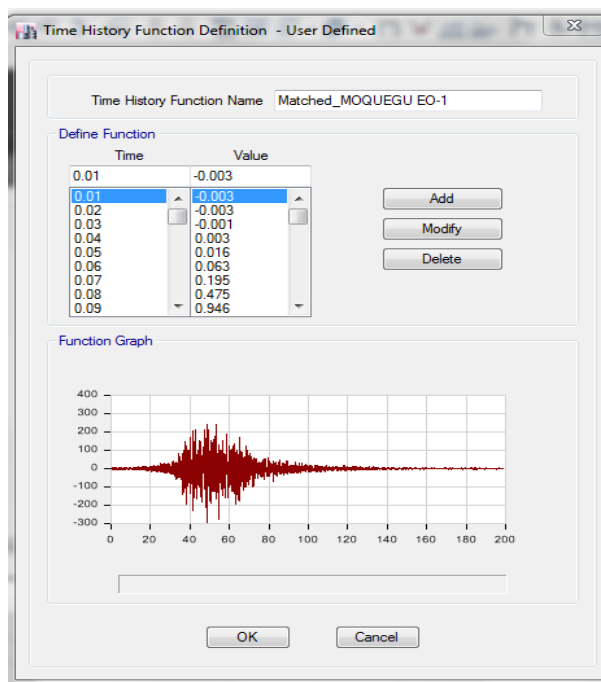 Time History Function Definition - User Defined
Time History Function Name Matched_MOQUEGU EO-1
Define Function
Time Value
0.01 -0.003
0.01 -0.003
0.02 -0.003
0.03 -0.001
0.04 0.003
0.05 0.016
0.06 0.063
0.07 0.195
0.08 0.475
0.09 0.946
Add
Modify
Delete
Function Graph
400
300
200
100
0
-100
-200
-300
0 20 40 60 80 100 120 140 160 180 200
OK Cancel